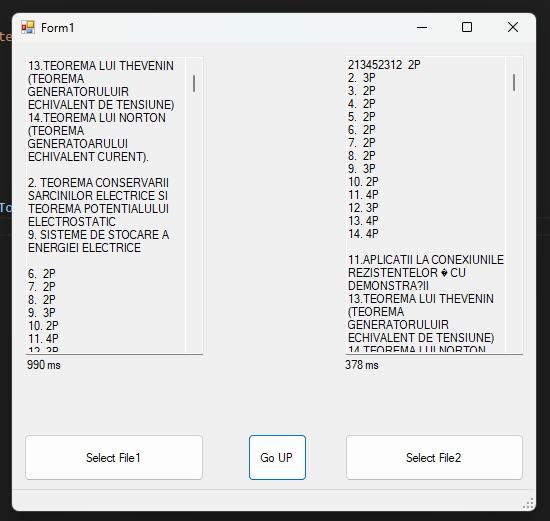 Form1
13.TEOREMA LUI THEVENIN
(TEOREMA
GENERATORULUIR
ECHIVALENT DE TENSIUNE)
14.TEOREMA LUI NORTON
(TEOREMA
GENERATOARULUI
ECHIVALENT CURENT).
2. TEOREMA CONSERVARII
SARCINILOR ELECTRICE SI
TEOREMA POTENTIALULUI
ELECTROSTATIC
9. SISTEME DE STOCARE A
ENERGIEI ELECTRICE
6.  2P
7.  2P
8.  2P
9.  3P
10. 2P
11. 4P
12. 3P
990 ms
213452312  2P
2.  3P
3.  2P
4.  2P
5.  2P
6.  2P
7.  2P
8.  2P
9.  3P
10. 2P
11. 4P
12. 3P
13. 4P
14. 4P
11.APLICATII LA CONEXIUNILE
REZISTENTELOR � CU
DEMONSTRA?II
13.TEOREMA LUI THEVENIN
(TEOREMA
GENERATORULUIR
ECHIVALENT DE TENSIUNE)
14.TEOREMA LUI NORTON
378 ms
Select File1
Go UP
Select File2